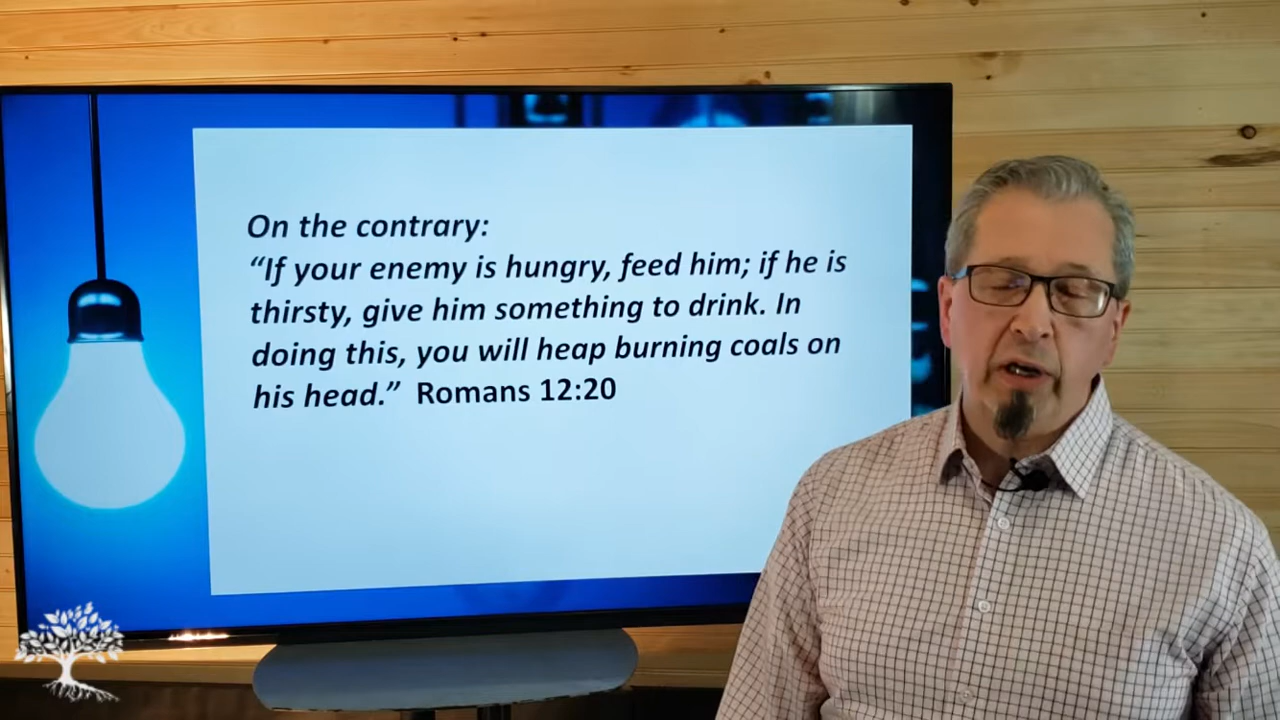 On the contrary:
“If your enemy is hungry, feed him; if he is
thirsty, give him something to drink. In
doing this, you will heap burning coals on
his head.” Romans 12:20